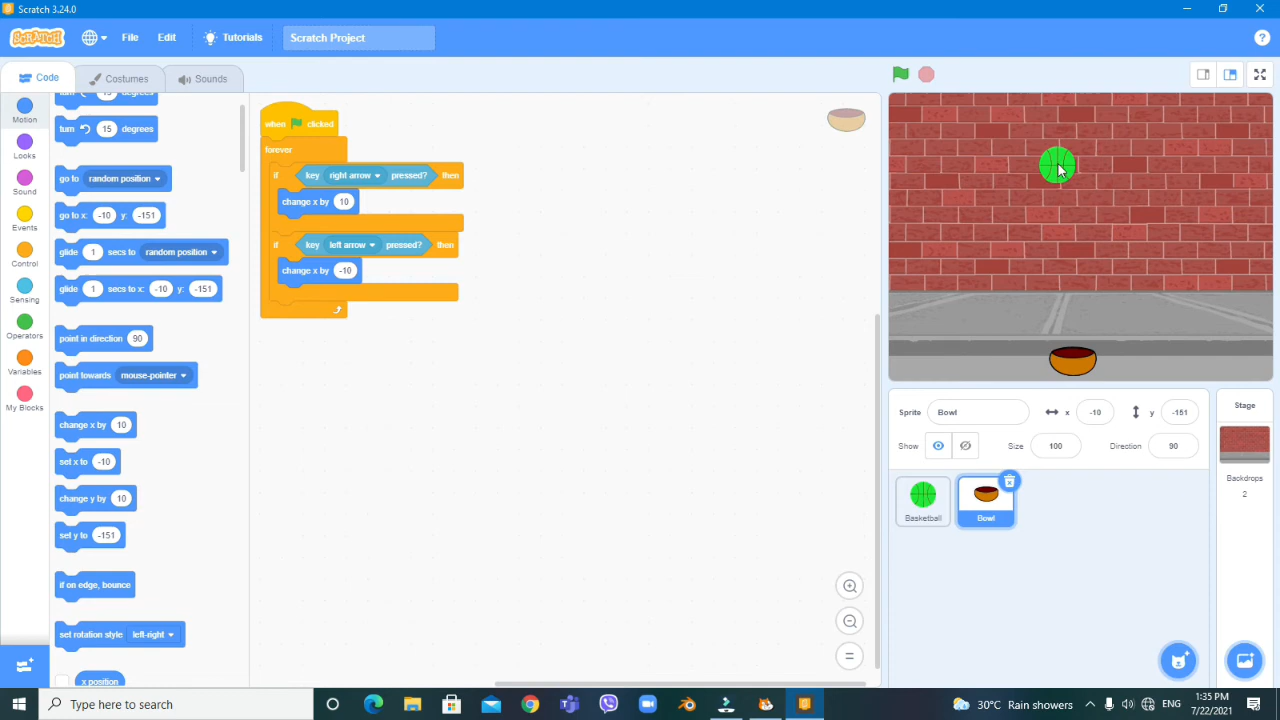 Scratch 3.24.0
SCRATCH File Edit Tutorials Scratch Project
Code Costumes Sounds
Motion
Looks
Sound
Events
Control
Sensing
Operators
Variables
My Blocks
turn 15 degrees
turn 15 degrees
go to random position
go to x: -10 y: -151
glide 1 secs to random position
glide 1 secs to x: -10 y: -151
point in direction 90
point towards mouse-pointer
change x by 10
set x to -10
change y by 10
set y to -151
if on edge, bounce
set rotation style left-right
x position
when clicked
forever
if key right arrow pressed? then
change x by 10
if key left arrow pressed? then
change x by -10
Sprite Bowl x -10 y -151
Show Size 100 Direction 90
Basketball
Bowl
Stage
Backdrops
2
Type here to search
30°C Rain showers ENG
1:35 PM
7/22/2021